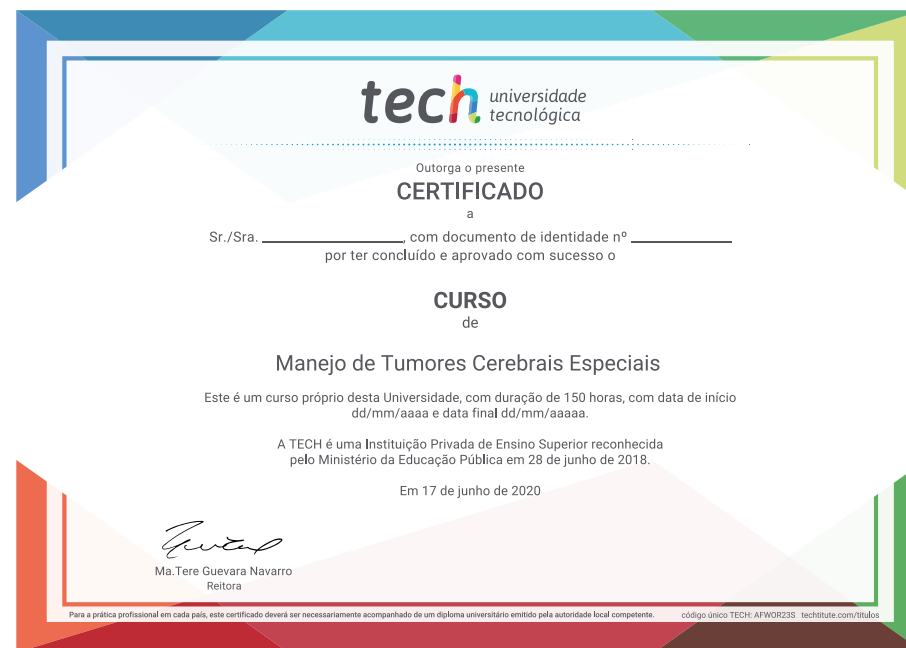 tech universidade
tecnológica
Outorga o presente
CERTIFICADO
a
Sr./Sra. ____________________, com documento de identidade nº ______________
por ter concluído e aprovado com sucesso o
CURSO
de
Manejo de Tumores Cerebrais Especiais
Este é um curso próprio desta Universidade, com duração de 150 horas, com data de início
dd/mm/aaaa e data final dd/mm/aaaaa.
A TECH é uma Instituição Privada de Ensino Superior reconhecida
pelo Ministério da Educação Pública em 28 de junho de 2018.
Em 17 de junho de 2020
Ma.Tere Guevara Navarro
Reitora
Para a prática profissional em cada país, este certificado deverá ser necessariamente acompanhado de um diploma universitário emitido pela autoridade local competente. código único TECH: AFWOR23S techtitute.com/titulos